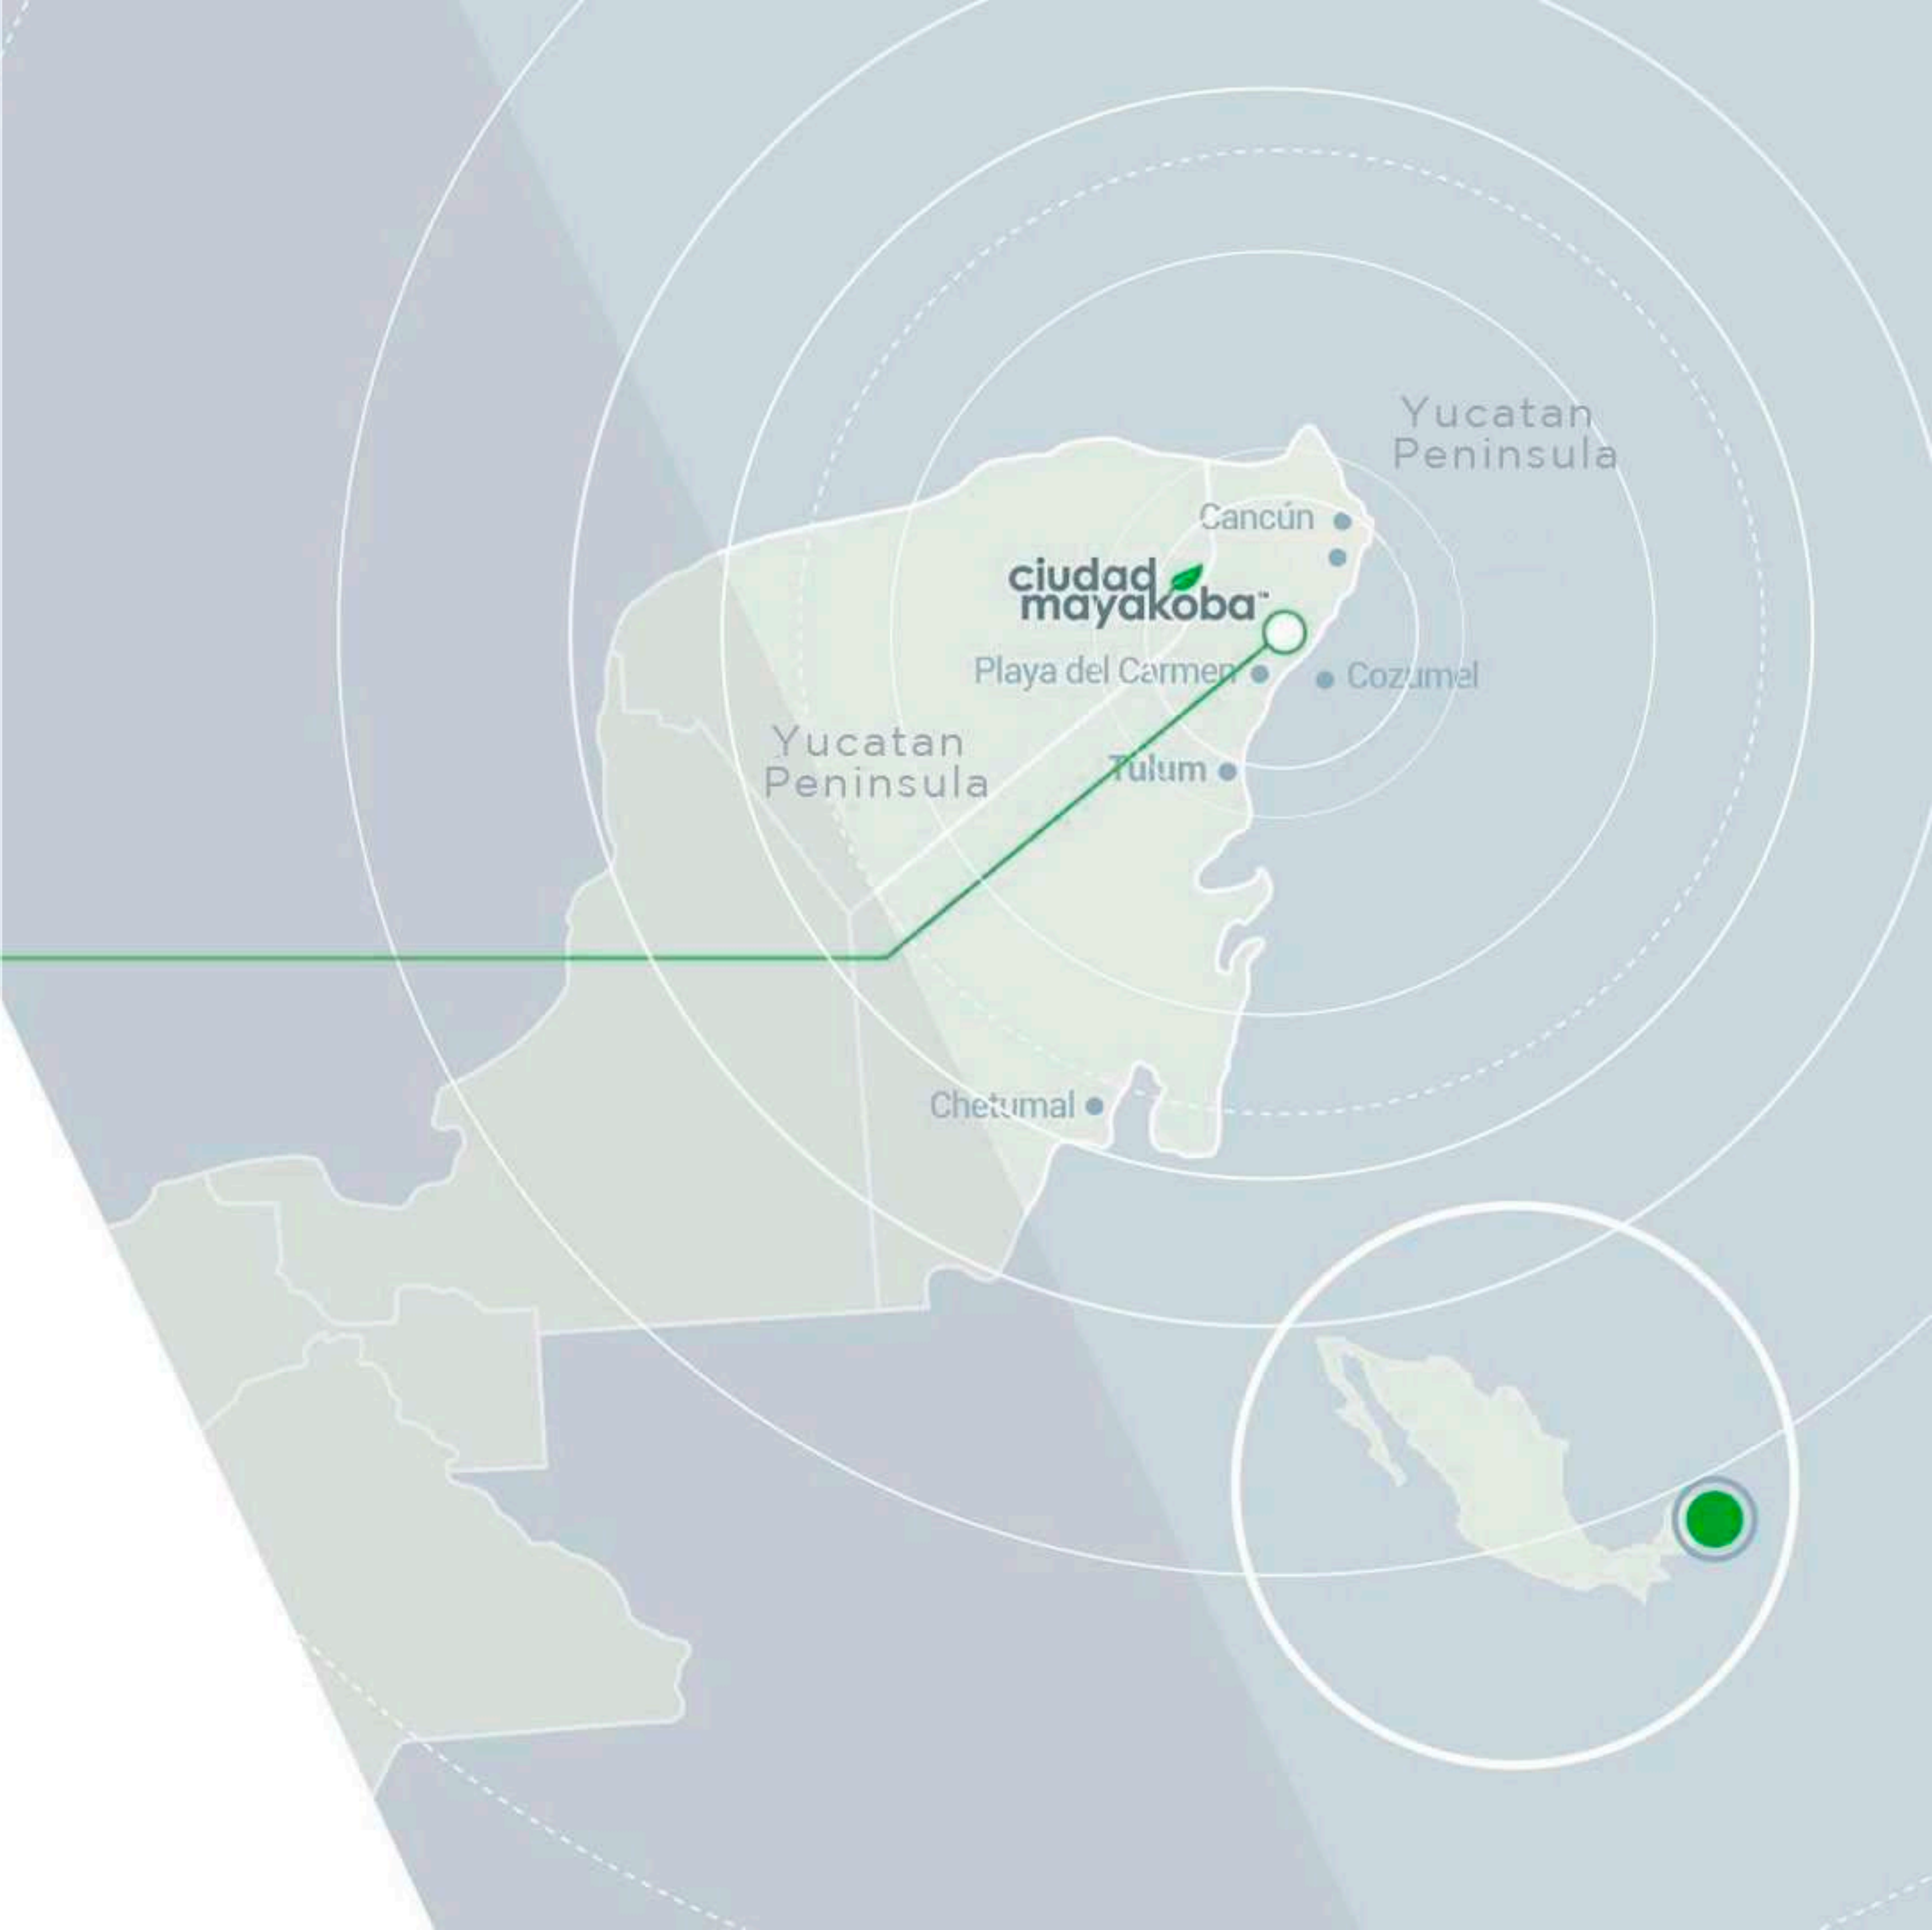 Yucatan
Peninsula
Cancún
ciudad
mayakoba™
Playa del Carmen
Cozumel
Yucatan
Peninsula
Tulum
Chetumal